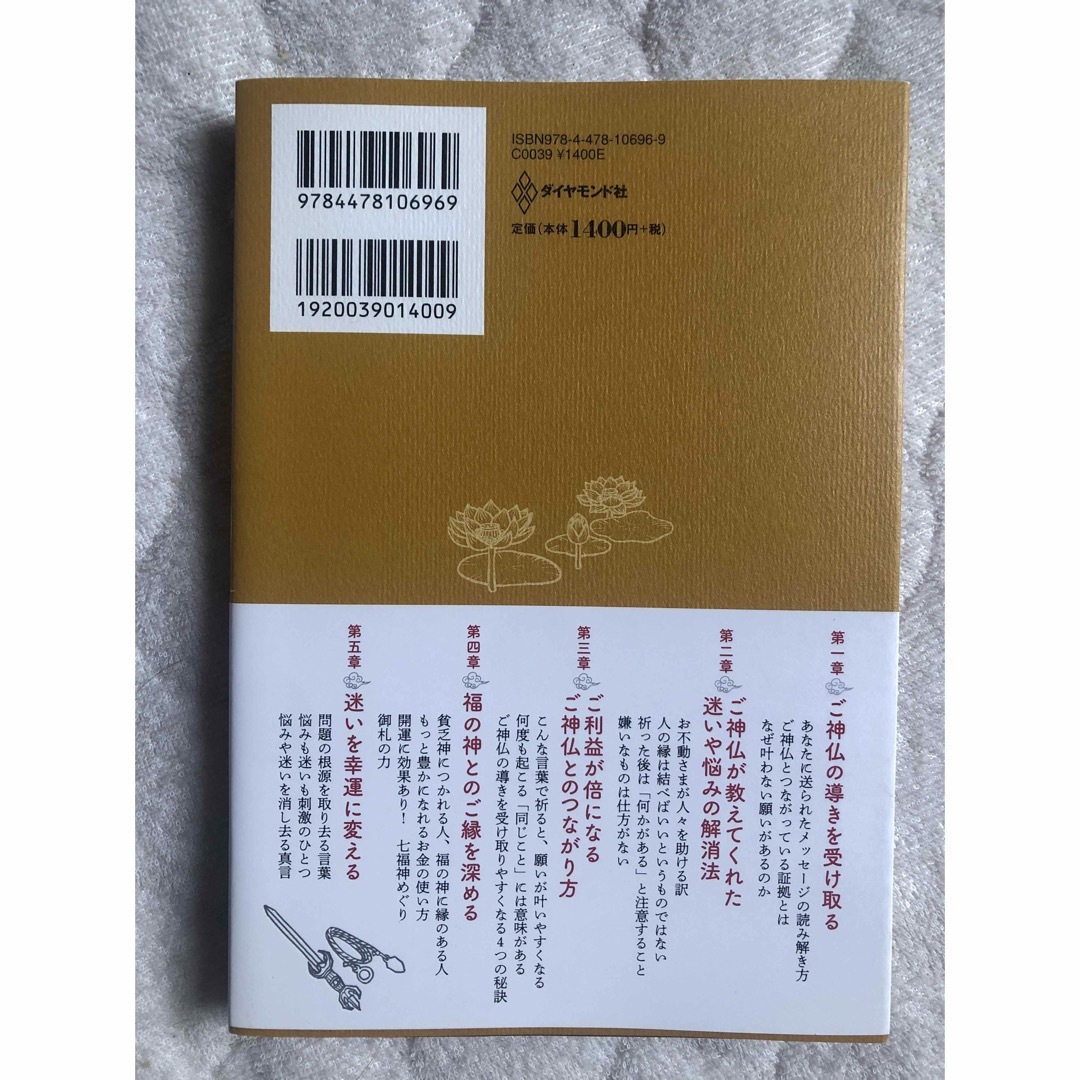 9784478106969
1920039014009
ISBN978-4-478-10696-9
C0039 ¥1400E
ダイヤモンド社
定価(本体1400円+税)
第一章
ご神仏の導きを受け取る
あなたに送られたメッセージの読み解き方
ご神仏とつながっている証拠とは
なぜ叶わない願いがあるのか
第二章
ご神仏が教えてくれた
迷いや悩みの解消法
お不動さまが人々を助ける訳
人の縁は結べばいいというものではない
祈った後は「何かがある」と注意すること
嫌いなものは仕方がない
第三章
ご利益が倍になる
ご神仏とのつながり方
こんな言葉で祈ると、願いが叶いやすくなる
何度も起こる「同じこと」には意味がある
ご神仏の導きを受け取りやすくなる4つの秘訣
第四章
福の神とのご縁を深める
貧乏神につかれる人、福の神に縁のある人
もっと豊かになれるお金の使い方
開運に効果あり! 七福神めぐり
御札の力
第五章
迷いを幸運に変える
問題の根源を取り去る言葉
悩みも迷いも刺激のひとつ
悩みや迷いを消し去る真言